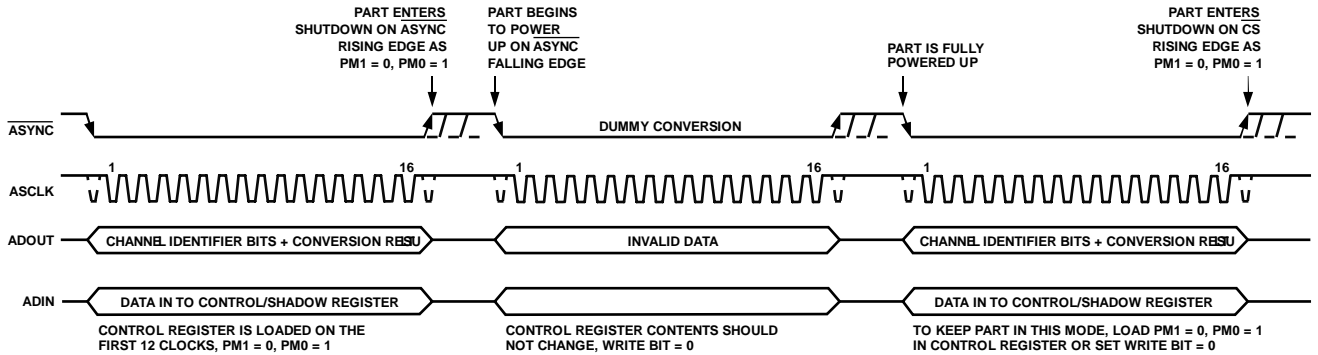 PART ENTERS
SHUTDOWN ON ASYNC
RISING EDGE AS
PM1 = 0, PM0 = 1
PART BEGINS
TO POWER
UP ON ASYNC
FALLING EDGE
PART IS FULLY
POWERED UP
PART ENTERS
SHUTDOWN ON CS
RISING EDGE AS
PM1 = 0, PM0 = 1
ASYNC
DUMMY CONVERSION
1 16 1 16 1 16
ASCLK
ADOUT CHANNEL IDENTIFIER BITS + CONVERSION RESULT INVALID DATA CHANNEL IDENTIFIER BITS + CONVERSION RESULT
ADIN DATA IN TO CONTROL/SHADOW REGISTER DATA IN TO CONTROL/SHADOW REGISTER
CONTROL REGISTER IS LOADED ON THE
FIRST 12 CLOCKS, PM1 = 0, PM0 = 1
CONTROL REGISTER CONTENTS SHOULD
NOT CHANGE, WRITE BIT = 0
TO KEEP PART IN THIS MODE, LOAD PM1 = 0, PM0 = 1
IN CONTROL REGISTER OR SET WRITE BIT = 0